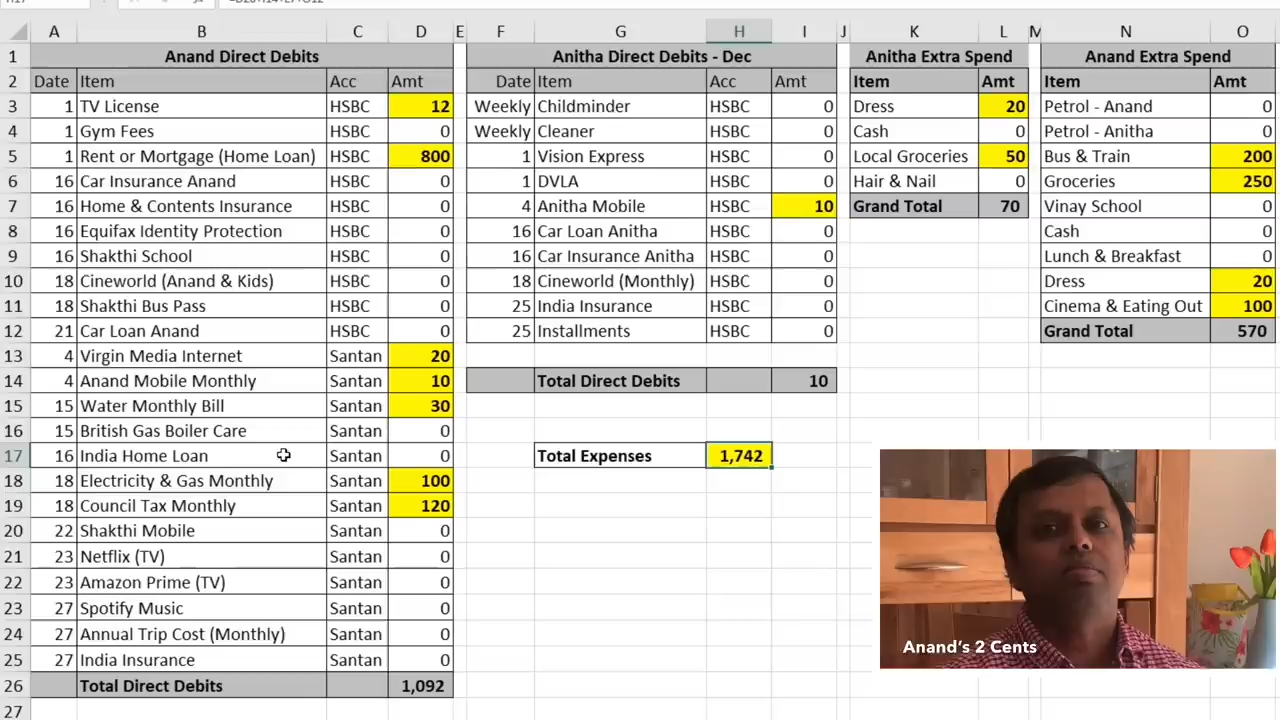 A B C D E F G H I J K L M N O
1 Anand Direct Debits Anitha Direct Debits - Dec Anitha Extra Spend Anand Extra Spend
2 Date Item Acc Amt Date Item Acc Amt Item Amt Item Amt
3 1 TV License HSBC 12 Weekly Childminder HSBC 0 Dress 20 Petrol - Anand 0
4 1 Gym Fees HSBC 0 Weekly Cleaner HSBC 0 Cash 0 Petrol - Anitha 0
5 1 Rent or Mortgage (Home Loan) HSBC 800 1 Vision Express HSBC 0 Local Groceries 50 Bus & Train 200
6 16 Car Insurance Anand HSBC 0 1 DVLA HSBC 0 Hair & Nail 0 Groceries 250
7 16 Home & Contents Insurance HSBC 0 4 Anitha Mobile HSBC 10 Grand Total 70 Vinay School 0
8 16 Equifax Identity Protection HSBC 0 16 Car Loan Anitha HSBC 0 Cash 0
9 16 Shakthi School HSBC 0 16 Car Insurance Anitha HSBC 0 Lunch & Breakfast 0
10 18 Cineworld (Anand & Kids) HSBC 0 18 Cineworld (Monthly) HSBC 0 Dress 20
11 18 Shakthi Bus Pass HSBC 0 25 India Insurance HSBC 0 Cinema & Eating Out 100
12 21 Car Loan Anand HSBC 0 25 Installments HSBC 0 Grand Total 570
13 4 Virgin Media Internet Santan 20
14 4 Anand Mobile Monthly Santan 10 Total Direct Debits 10
15 15 Water Monthly Bill Santan 30
16 15 British Gas Boiler Care Santan 0
17 16 India Home Loan Santan 0 Total Expenses 1,742
18 18 Electricity & Gas Monthly Santan 100
19 18 Council Tax Monthly Santan 120
20 22 Shakthi Mobile Santan 0
21 23 Netflix (TV) Santan 0
22 23 Amazon Prime (TV) Santan 0
23 27 Spotify Music Santan 0
24 27 Annual Trip Cost (Monthly) Santan 0
25 27 India Insurance Santan 0
26 Total Direct Debits 1,092
27
Anand's 2 Cents